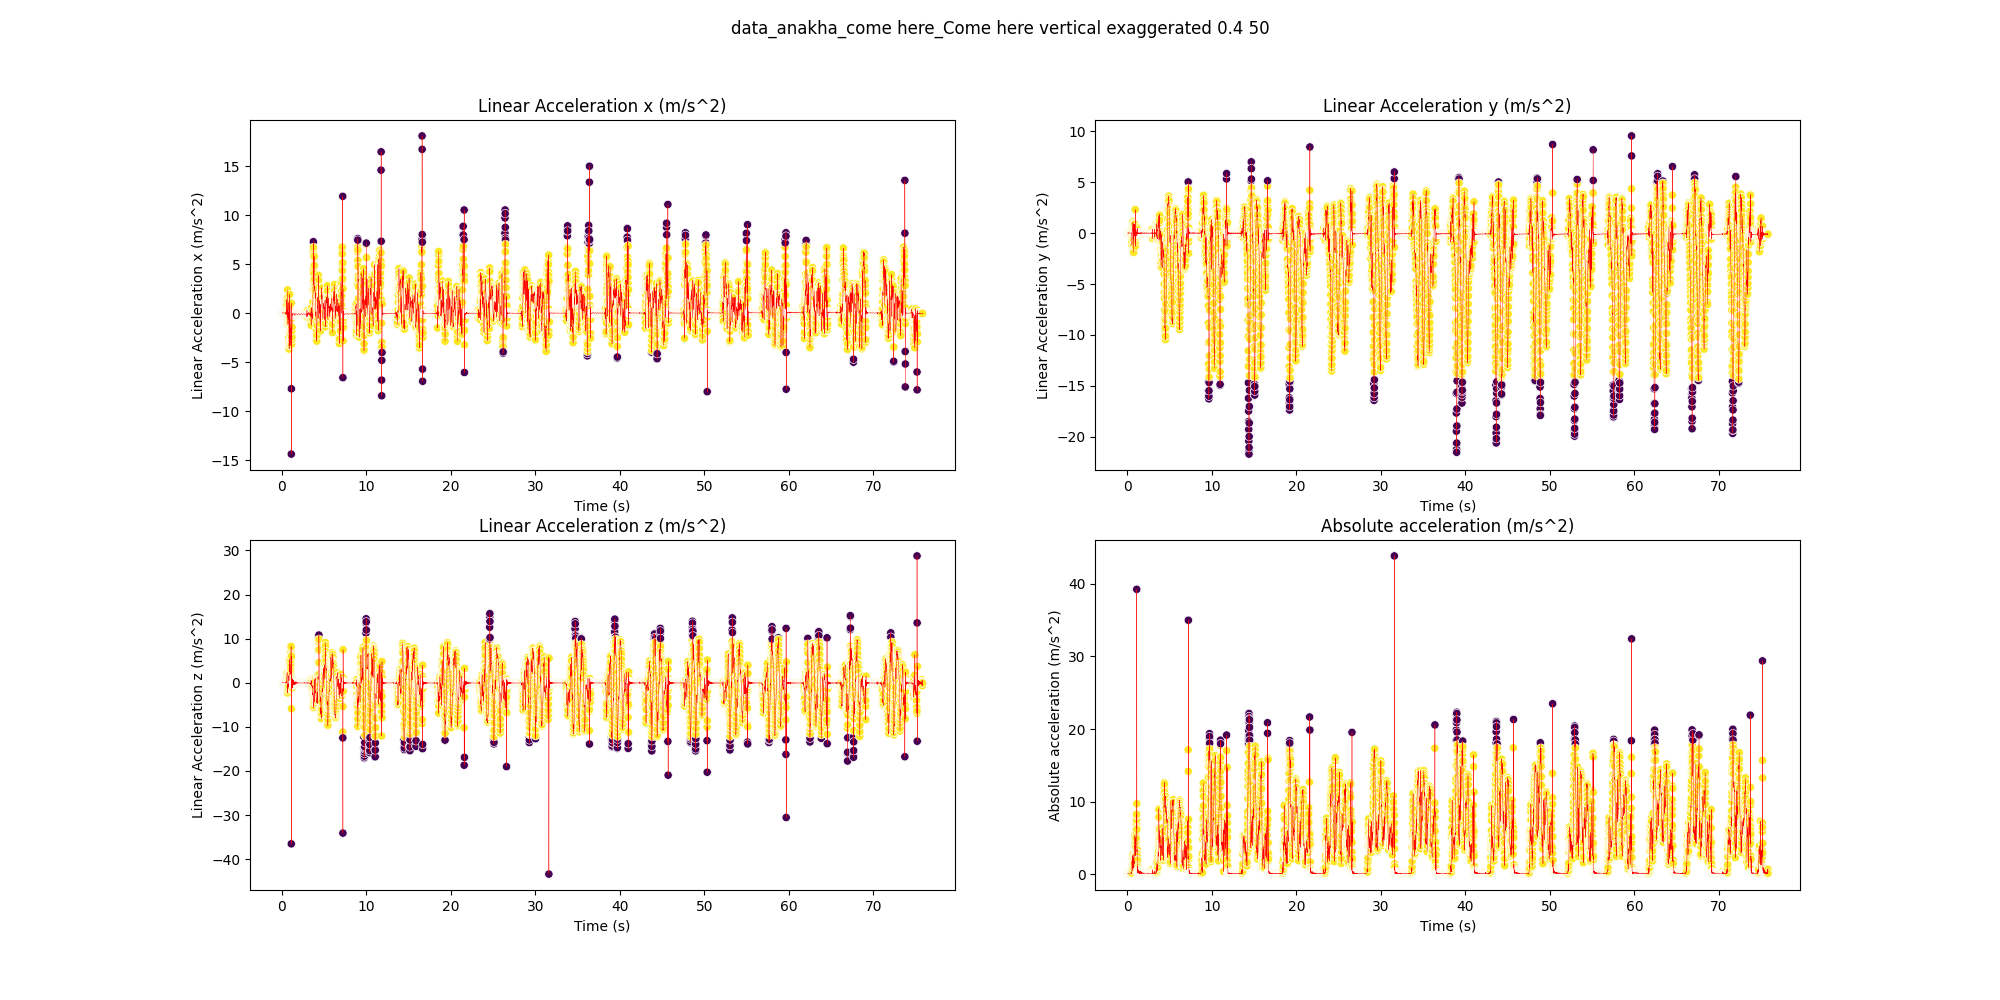 data_anakha_come here_Come here vertical exaggerated 0.4 50
Linear Acceleration x (m/s^2)
Linear Acceleration x (m/s^2)
15
10
5
0
−5
−10
−15
0 10 20 30 40 50 60 70
Time (s)
Linear Acceleration y (m/s^2)
Linear Acceleration y (m/s^2)
10
5
0
−5
−10
−15
−20
0 10 20 30 40 50 60 70
Time (s)
Linear Acceleration z (m/s^2)
Linear Acceleration z (m/s^2)
30
20
10
0
−10
−20
−30
−40
0 10 20 30 40 50 60 70
Time (s)
Absolute acceleration (m/s^2)
Absolute acceleration (m/s^2)
40
30
20
10
0
0 10 20 30 40 50 60 70
Time (s)